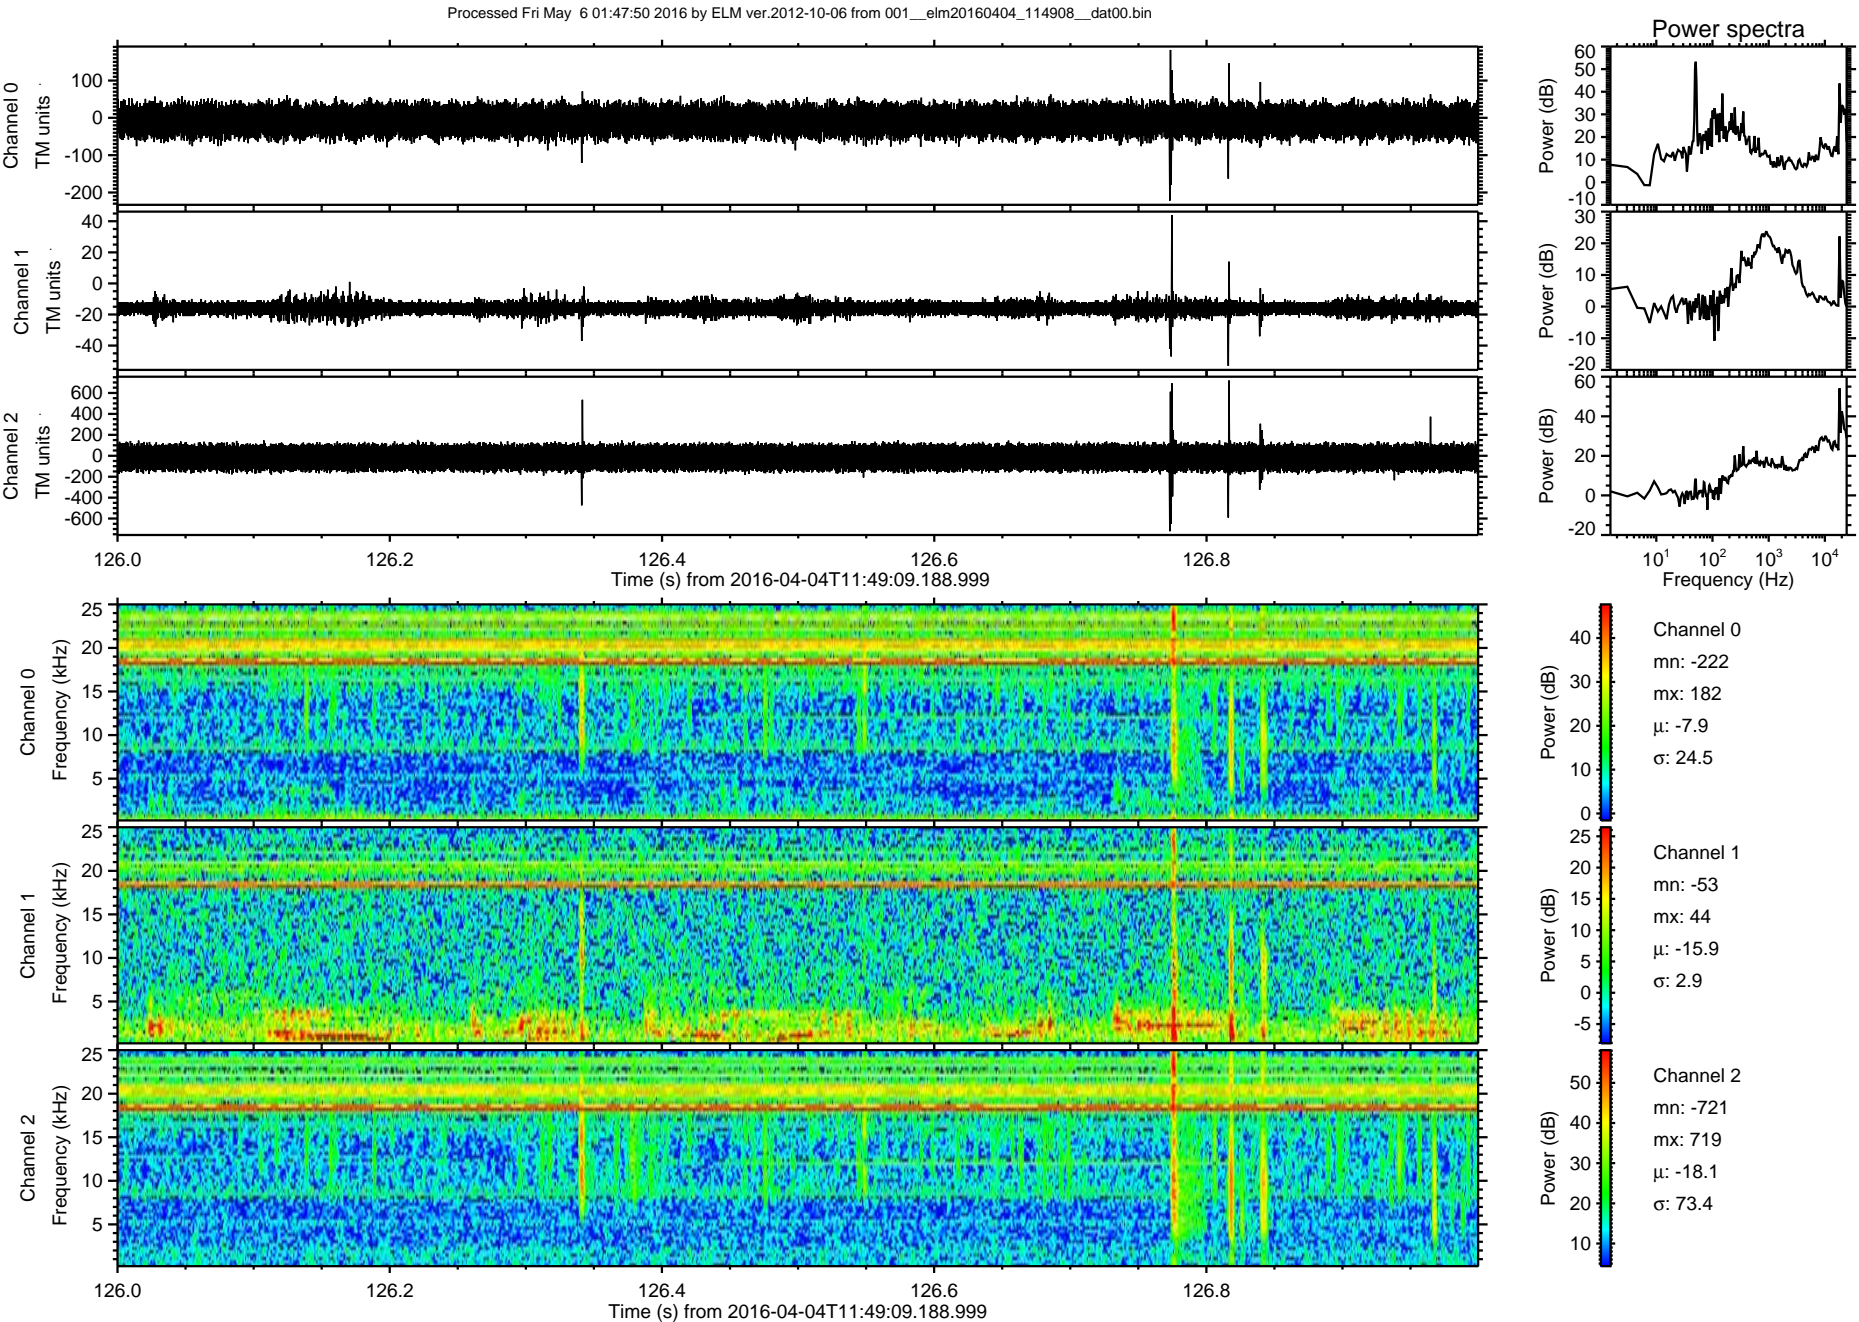 Processed Fri May  6 01:47:50 2016 by ELM ver.2012-10-06 from 001__elm20160404_114908__dat00.bin
Power spectra
Channel 0
TM units
100
0
-100
-200
Power (dB)
60
50
40
30
20
10
0
-10
Channel 1
TM units
40
20
0
-20
-40
Power (dB)
30
20
10
0
-10
-20
Channel 2
TM units
600
400
200
0
-200
-400
-600
Power (dB)
60
40
20
0
-20
126.0 126.2 126.4 126.6 126.8
Time (s) from 2016-04-04T11:49:09.188.999
10¹ 10² 10³ 10⁴
Frequency (Hz)
Channel 0
Frequency (kHz)
25
20
15
10
5
Power (dB)
40
30
20
10
0
Channel 0
mn: -222
mx: 182
μ: -7.9
σ: 24.5
Channel 1
Frequency (kHz)
25
20
15
10
5
Power (dB)
25
20
15
10
5
0
-5
Channel 1
mn: -53
mx: 44
μ: -15.9
σ: 2.9
Channel 2
Frequency (kHz)
25
20
15
10
5
Power (dB)
50
40
30
20
10
Channel 2
mn: -721
mx: 719
μ: -18.1
σ: 73.4
126.0 126.2 126.4 126.6 126.8
Time (s) from 2016-04-04T11:49:09.188.999